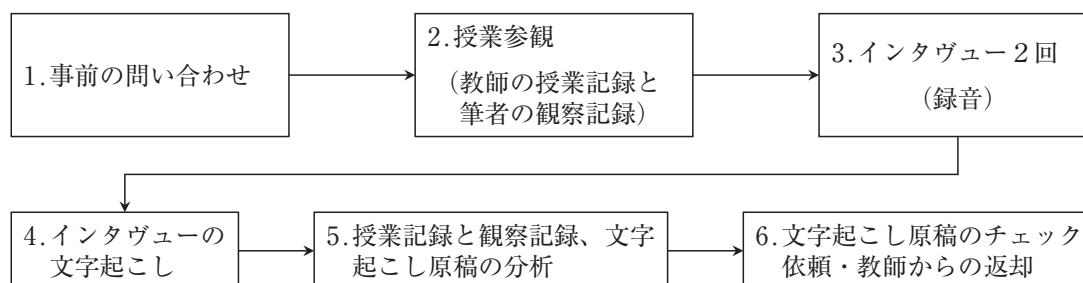 1.事前の問い合わせ
2.授業参観
（教師の授業記録と
筆者の観察記録）
3.インタヴュー２回
（録音）
4.インタヴューの
文字起こし
5.授業記録と観察記録、文字
起こし原稿の分析
6.文字起こし原稿のチェック
依頼・教師からの返却